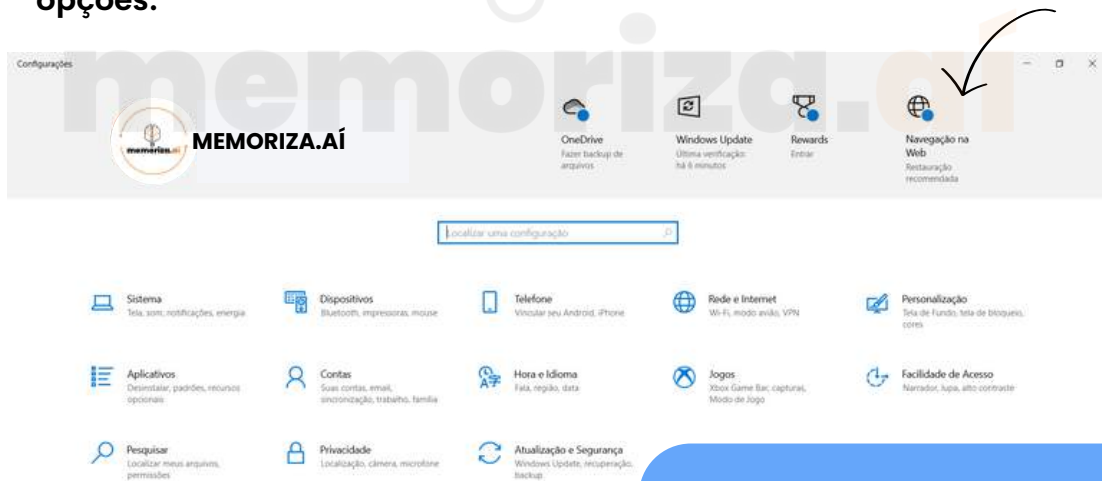 opções:
memoriza.aí
Configurações
memoriza.aí
MEMORIZA.AÍ
OneDrive
Fazer backup de
arquivos
Windows Update
Última verificação:
há 6 minutos
Rewards
Entrar
Navegação na
Web
Restauração
recomendada
Localizar uma configuração
Sistema
Tela, som, notificações, energia
Dispositivos
Bluetooth, impressoras, mouse
Telefone
Vincular seu Android, iPhone
Rede e Internet
Wi-Fi, modo avião, VPN
Personalização
Tela de Fundo, tela de bloqueio,
cores
Aplicativos
Desinstalar, padrões, recursos
opcionais
Contas
Suas contas, email,
sincronização, trabalho, família
Hora e Idioma
Fala, região, data
Jogos
Xbox Game Bar, capturas,
Modo de Jogo
Facilidade de Acesso
Narrador, lupa, alto contraste
Pesquisar
Localizar meus arquivos,
permissões
Privacidade
Localização, câmera, microfone
Atualização e Segurança
Windows Update, recuperação,
backup